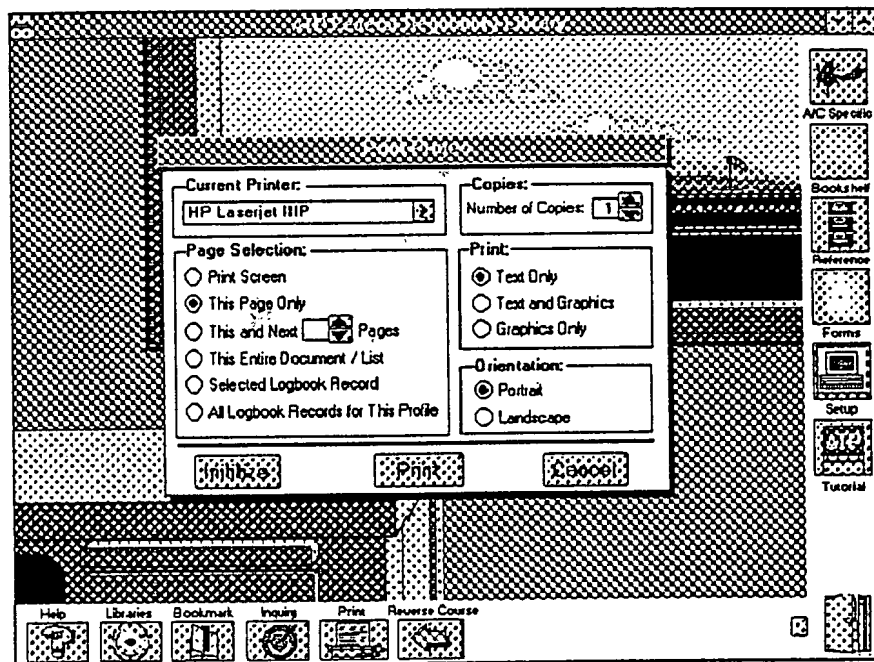 A/C Specific
Bookshelf
Reference
Forms
Setup
Tutorial
Current Printer:
HP Laserjet IIIP
Copies:
Number of Copies: 1
Page Selection:
Print Screen
This Page Only
This and Next Pages
This Entire Document / List
Selected Logbook Record
All Logbook Records for This Profile
Print:
Text Only
Text and Graphics
Graphics Only
Orientation:
Portrait
Landscape
Print
Cancel
Help
Libraries
Bookmark
Inquire
Print
Reverse Course